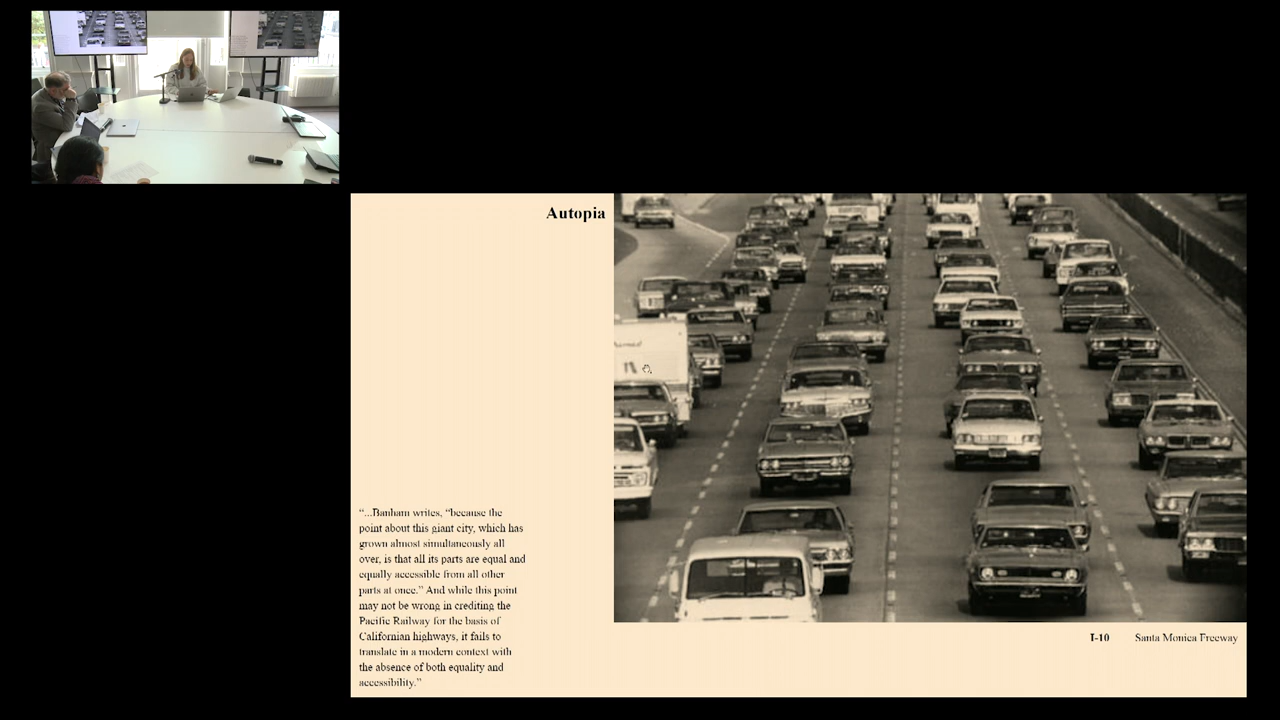 Autopia
“...Banham writes, “because the
point about this giant city, which has
grown almost simultaneously all
over, is that all its parts are equal and
equally accessible from all other
parts at once.” And while this point
may not be wrong in crediting the
Pacific Railway for the basis of
Californian highways, it fails to
translate in a modern context with
the absence of both equality and
accessibility.”
I-10 Santa Monica Freeway